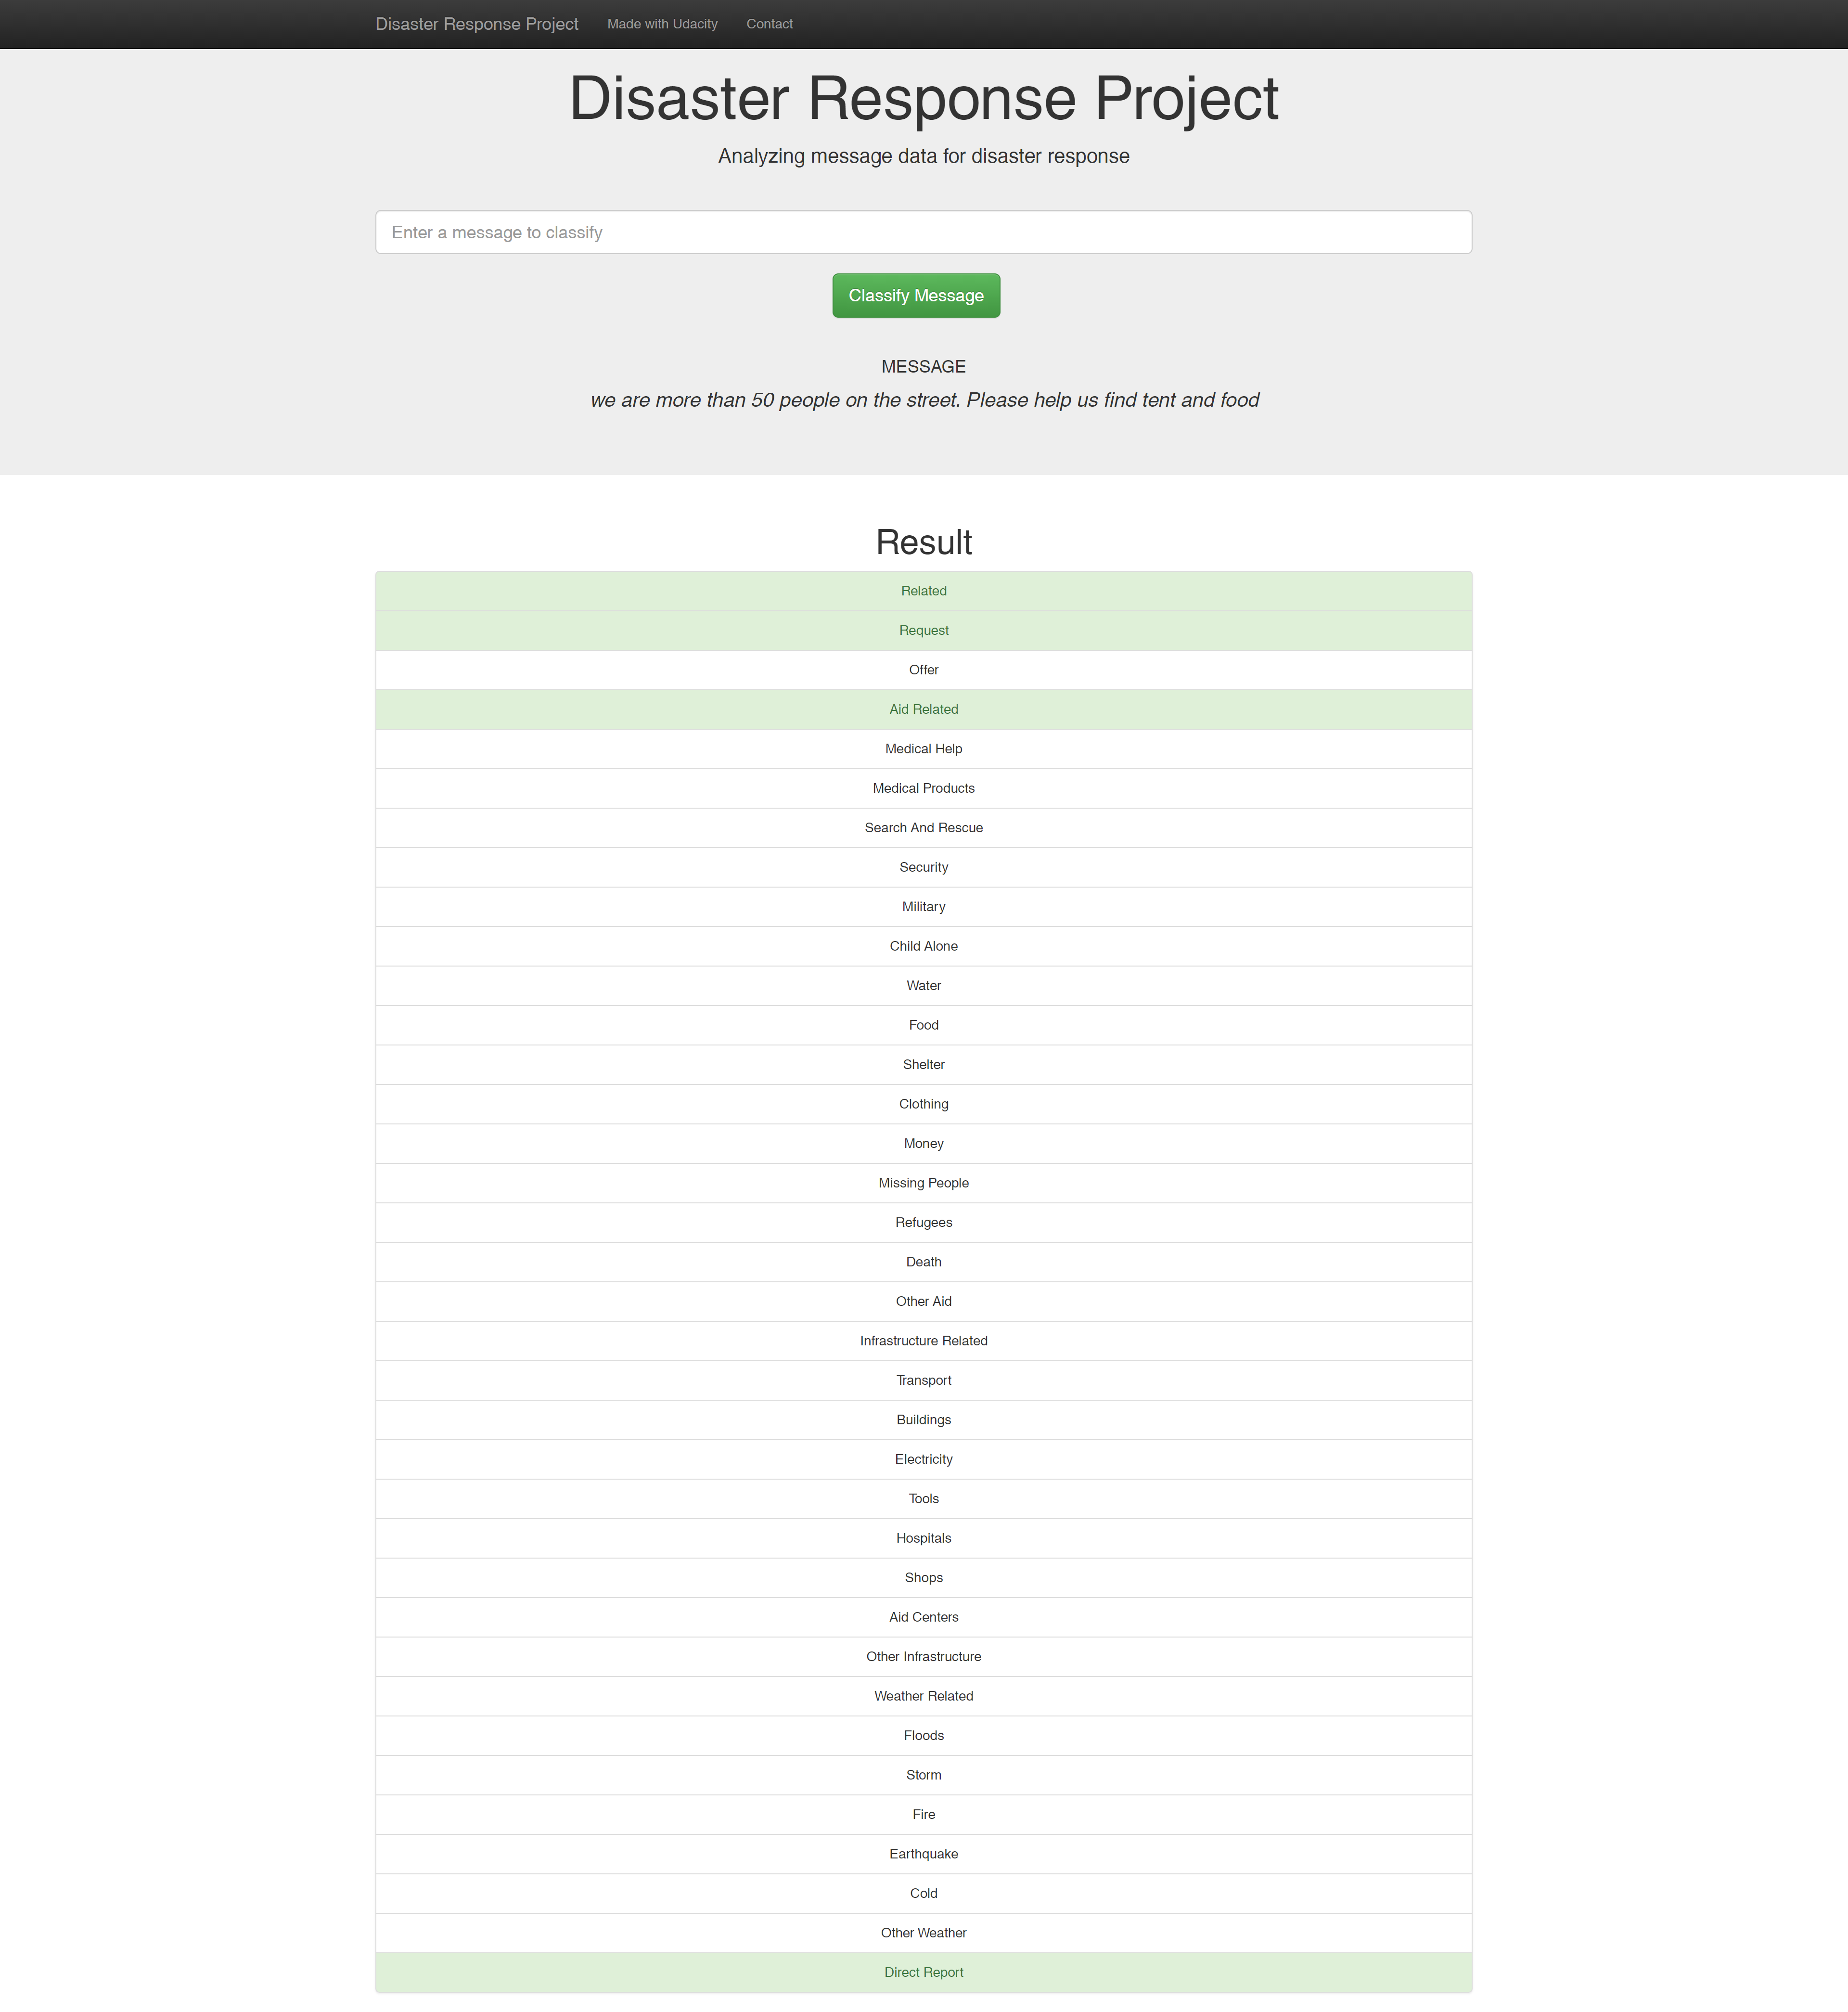 Disaster Response Project Made with Udacity Contact
Disaster Response Project
Analyzing message data for disaster response
Enter a message to classify
Classify Message
MESSAGE
we are more than 50 people on the street. Please help us find tent and food
Result
Related
Request
Offer
Aid Related
Medical Help
Medical Products
Search And Rescue
Security
Military
Child Alone
Water
Food
Shelter
Clothing
Money
Missing People
Refugees
Death
Other Aid
Infrastructure Related
Transport
Buildings
Electricity
Tools
Hospitals
Shops
Aid Centers
Other Infrastructure
Weather Related
Floods
Storm
Fire
Earthquake
Cold
Other Weather
Direct Report